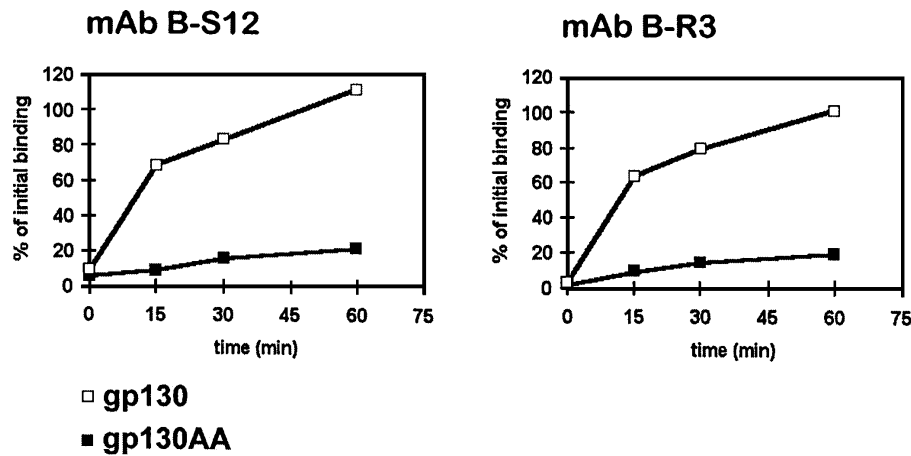 mAb B-S12
mAb B-R3
% of initial binding
120
100
80
60
40
20
0
0 15 30 45 60 75
time (min)
% of initial binding
120
100
80
60
40
20
0
0 15 30 45 60 75
time (min)
gp130
gp130AA